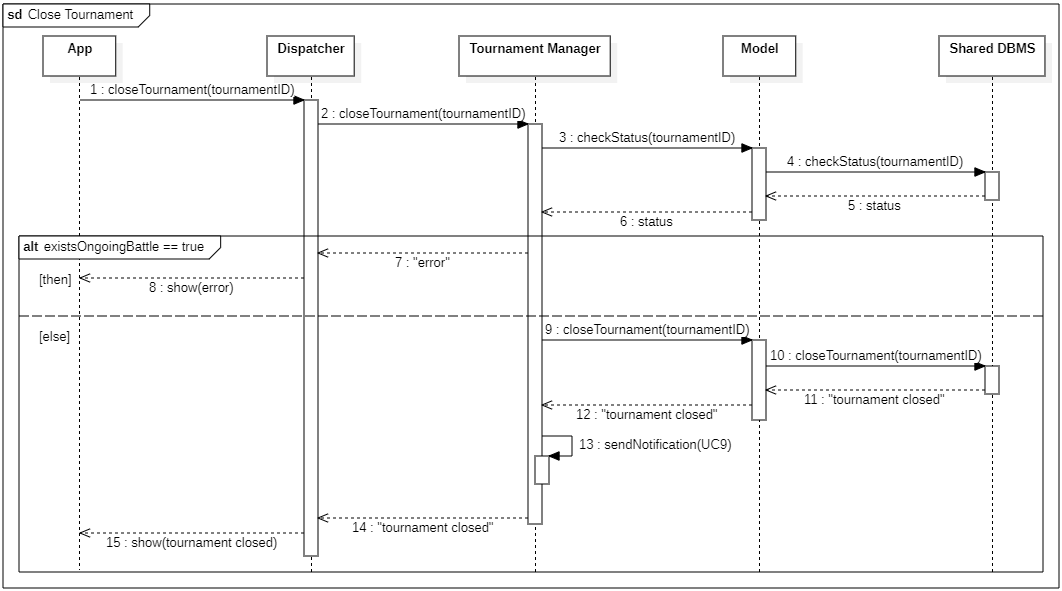 sd Close Tournament
App
Dispatcher
Tournament Manager
Model
Shared DBMS
1 : closeTournament(tournamentID)
2 : closeTournament(tournamentID)
3 : checkStatus(tournamentID)
4 : checkStatus(tournamentID)
5 : status
6 : status
alt existsOngoingBattle == true
7 : "error"
[then]
8 : show(error)
[else]
9 : closeTournament(tournamentID)
10 : closeTournament(tournamentID)
11 : "tournament closed"
12 : "tournament closed"
13 : sendNotification(UC9)
14 : "tournament closed"
15 : show(tournament closed)